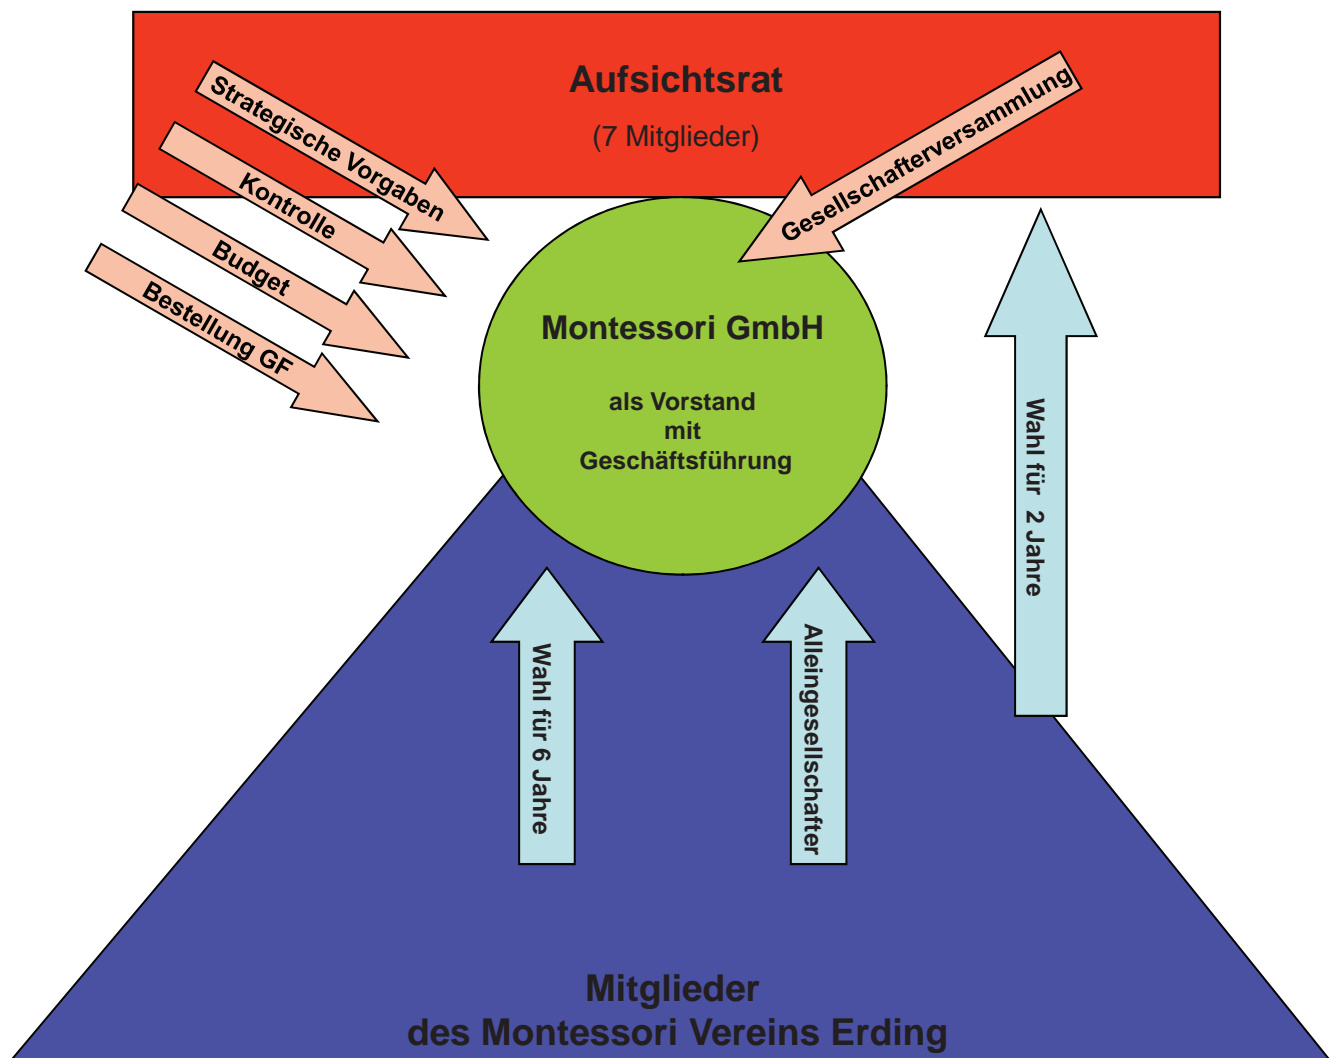 Aufsichtsrat
(7 Mitglieder)
Strategische Vorgaben
Kontrolle
Budget
Bestellung GF
Gesellschafterversammlung
Montessori GmbH
als Vorstand
mit
Geschäftsführung
Wahl für 2 Jahre
Wahl für 6 Jahre
Alleingesellschafter
Mitglieder
des Montessori Vereins Erding